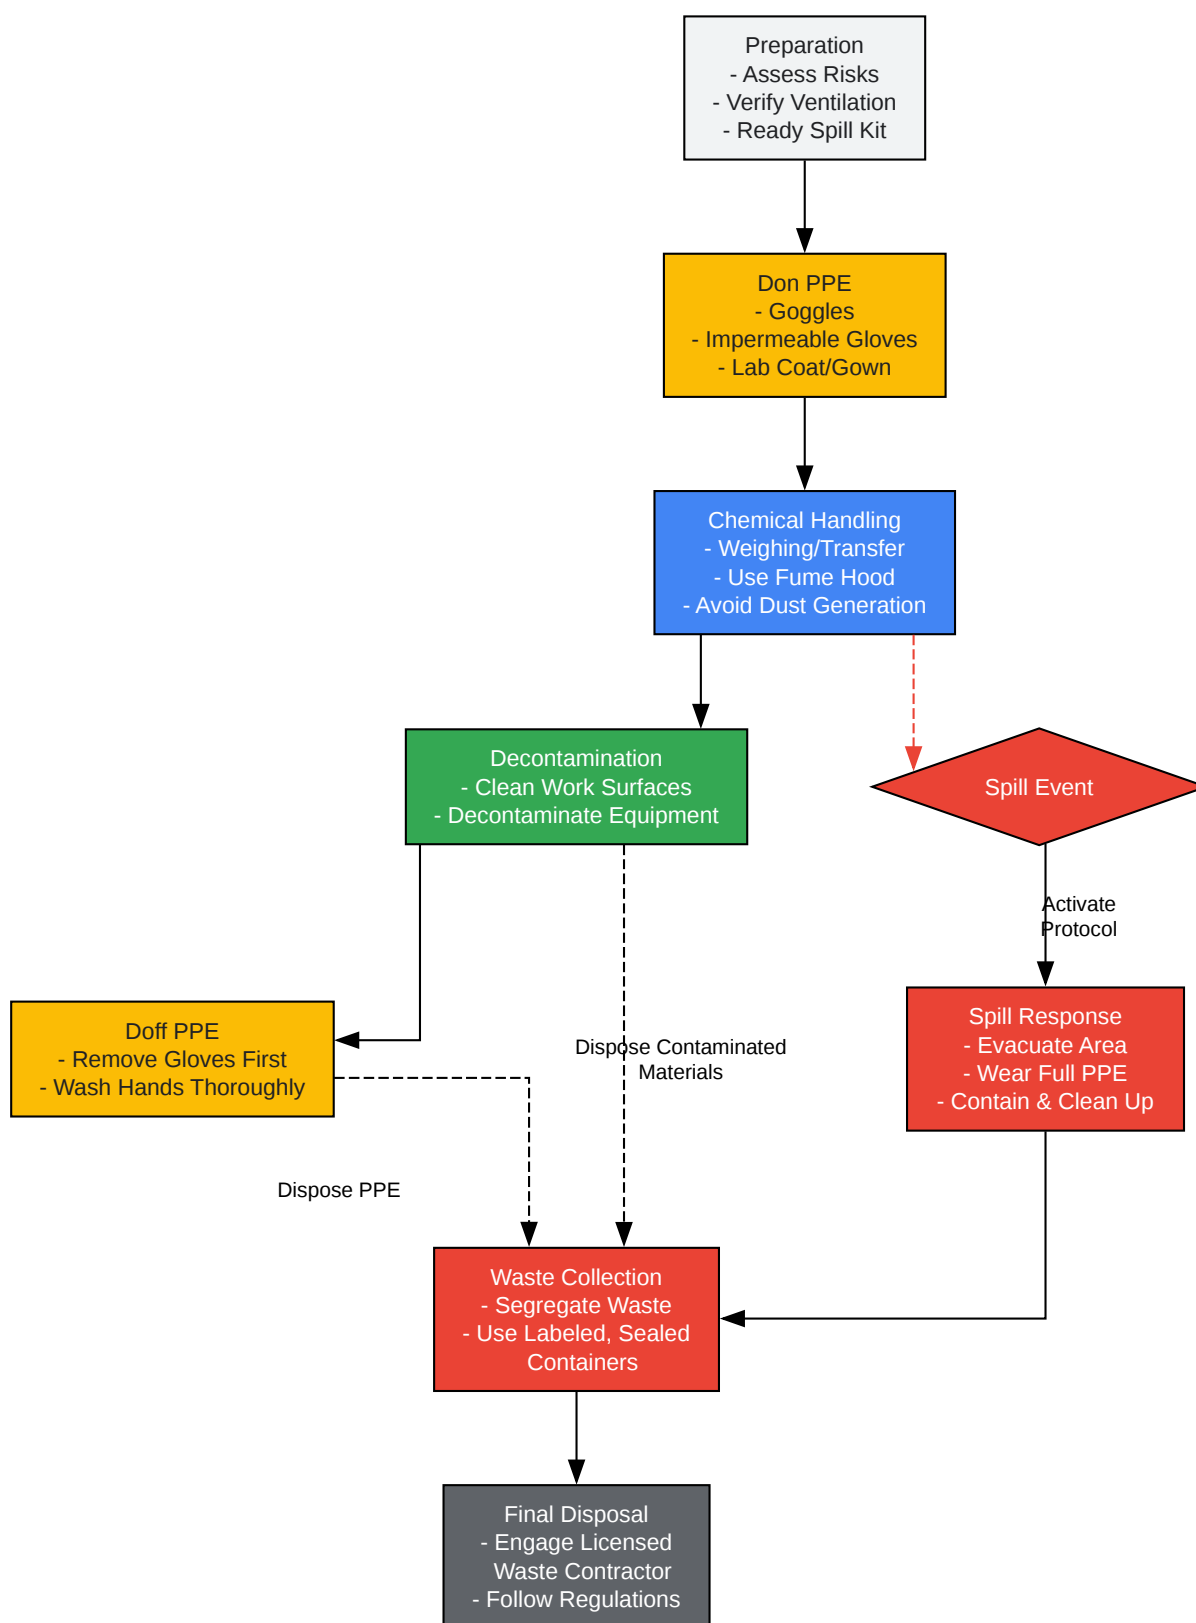 Preparation
- Assess Risks
- Verify Ventilation
- Ready Spill Kit
Don PPE
- Goggles
- Impermeable Gloves
- Lab Coat/Gown
Chemical Handling
- Weighing/Transfer
- Use Fume Hood
- Avoid Dust Generation
Decontamination
- Clean Work Surfaces
- Decontaminate Equipment
Spill Event
Activate
Protocol
Doff PPE
- Remove Gloves First
- Wash Hands Thoroughly
Dispose Contaminated
Materials
Spill Response
- Evacuate Area
- Wear Full PPE
- Contain & Clean Up
Dispose PPE
Waste Collection
- Segregate Waste
- Use Labeled, Sealed
Containers
Final Disposal
- Engage Licensed
Waste Contractor
- Follow Regulations